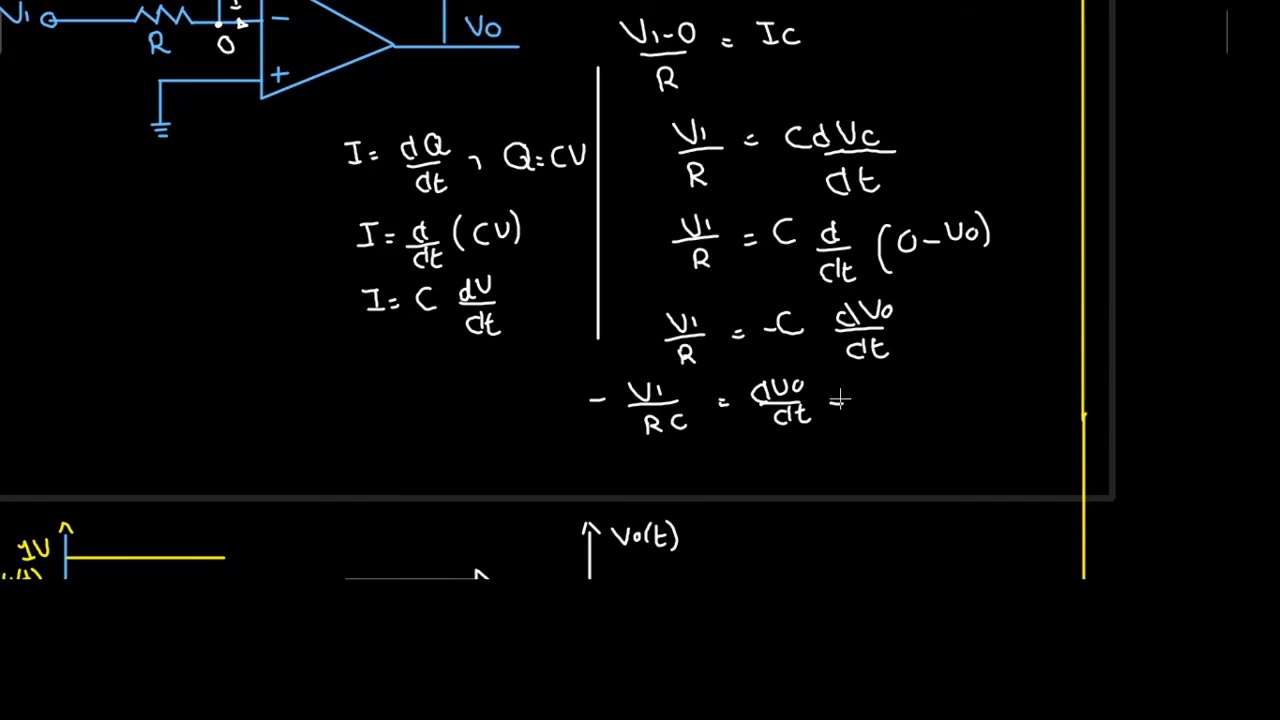 V1
R
I
0
-
+
V0
V1-0/R = Ic
I = dQ/dt , Q=CV
I = d/dt (CV)
I = C dV/dt
V1/R = C dVc/dt
V1/R = C d/dt (0-V0)
V1/R = -C dV0/dt
- V1/RC = dV0/dt =
1V
V0(t)